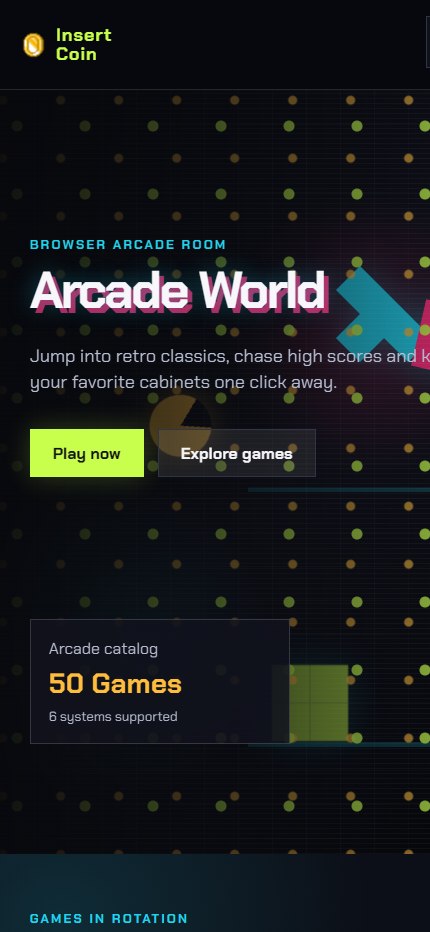 Insert
Coin
BROWSER ARCADE ROOM
Arcade World
Jump into retro classics, chase high scores and k
your favorite cabinets one click away.
Play now
Explore games
Arcade catalog
50 Games
6 systems supported
GAMES IN ROTATION